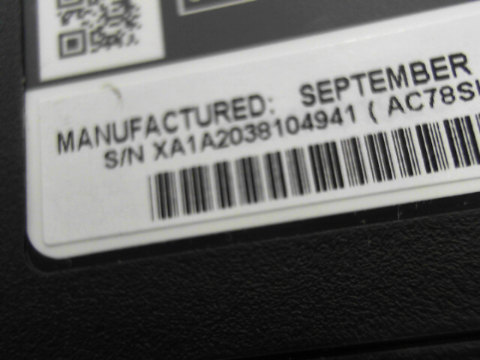 MANUFACTURED: SEPTEMBER
S/N XA1A2038104941 ( AC78S